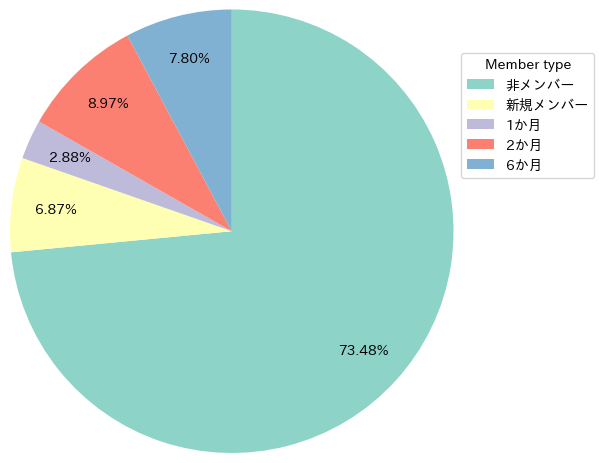 7.80%
8.97%
2.88%
6.87%
73.48%
Member type
非メンバー
新規メンバー
1か月
2か月
6か月